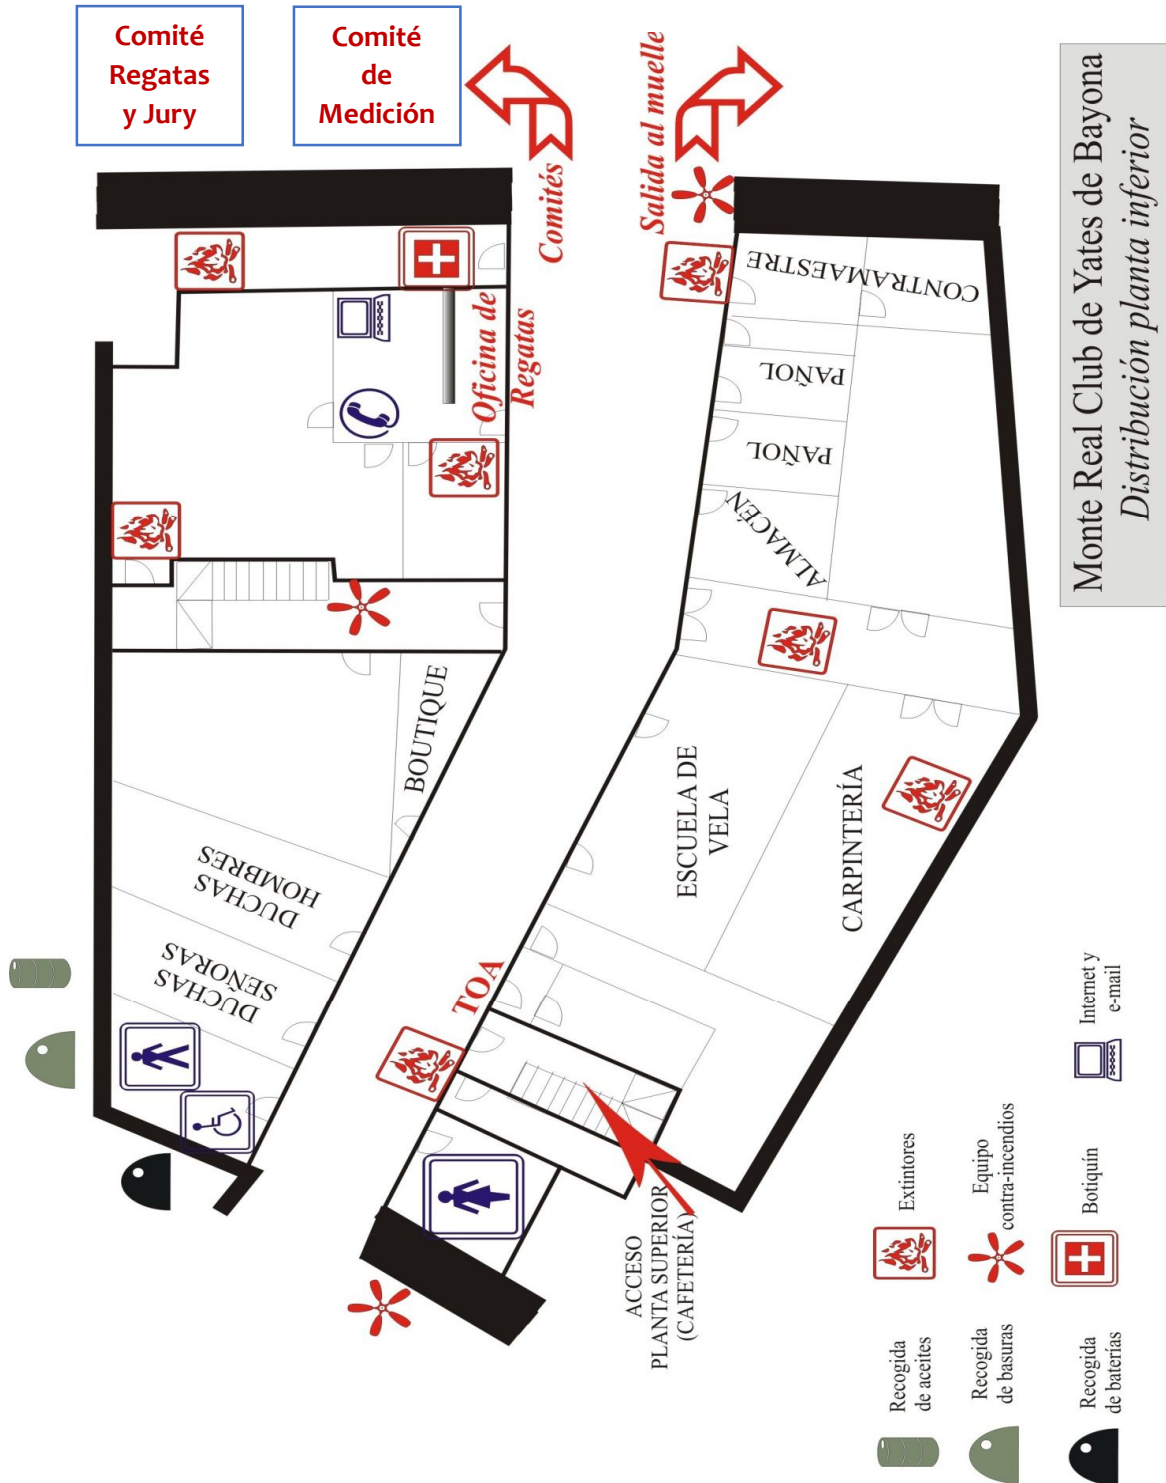 Comité
Regatas
y Jury
Comité
de
Medición
Comités
Salida al muelle
Oficina de
Regatas
CONTRAMAESTRE
PAÑOL
PAÑOL
ALMACÉN
BOUTIQUE
DUCHAS
HOMBRES
DUCHAS
SEÑORAS
ESCUELA DE
VELA
CARPINTERÍA
TOA
ACCESO
PLANTA SUPERIOR
(CAFETERÍA)
Monte Real Club de Yates de Bayona
Distribución planta inferior
Recogida
de aceites
Recogida
de basuras
Recogida
de baterías
Extintores
Equipo
contra-incendios
Botiquin
Internet y
e-mail